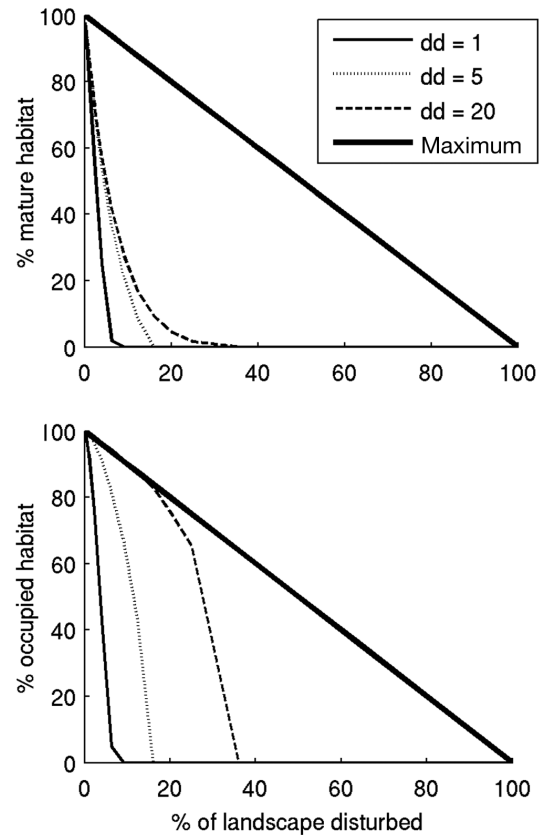 100
80
60
40
20
0
% mature habitat
dd = 1
dd = 5
dd = 20
Maximum
0 20 40 60 80 100
100
80
60
40
20
0
% occupied habitat
0 20 40 60 80 100
% of landscape disturbed